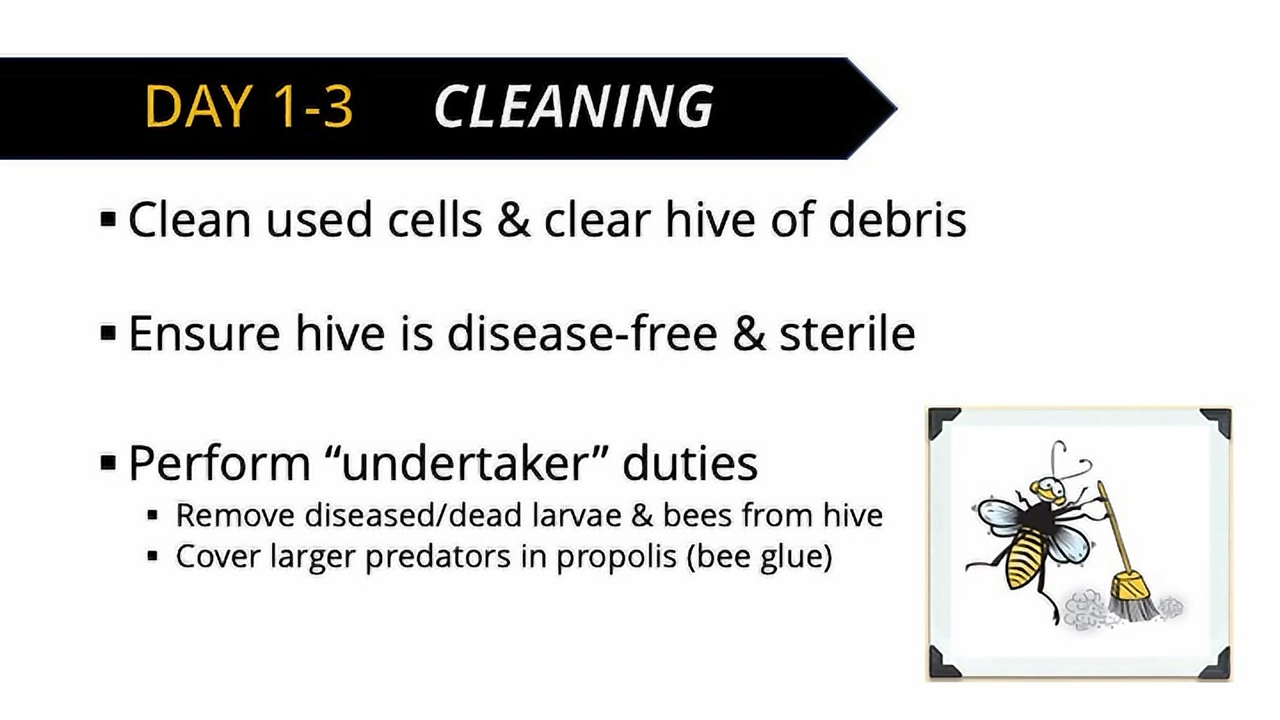 DAY 1-3 CLEANING
▪ Clean used cells & clear hive of debris
▪ Ensure hive is disease-free & sterile
▪ Perform “undertaker” duties
▪ Remove diseased/dead larvae & bees from hive
▪ Cover larger predators in propolis (bee glue)